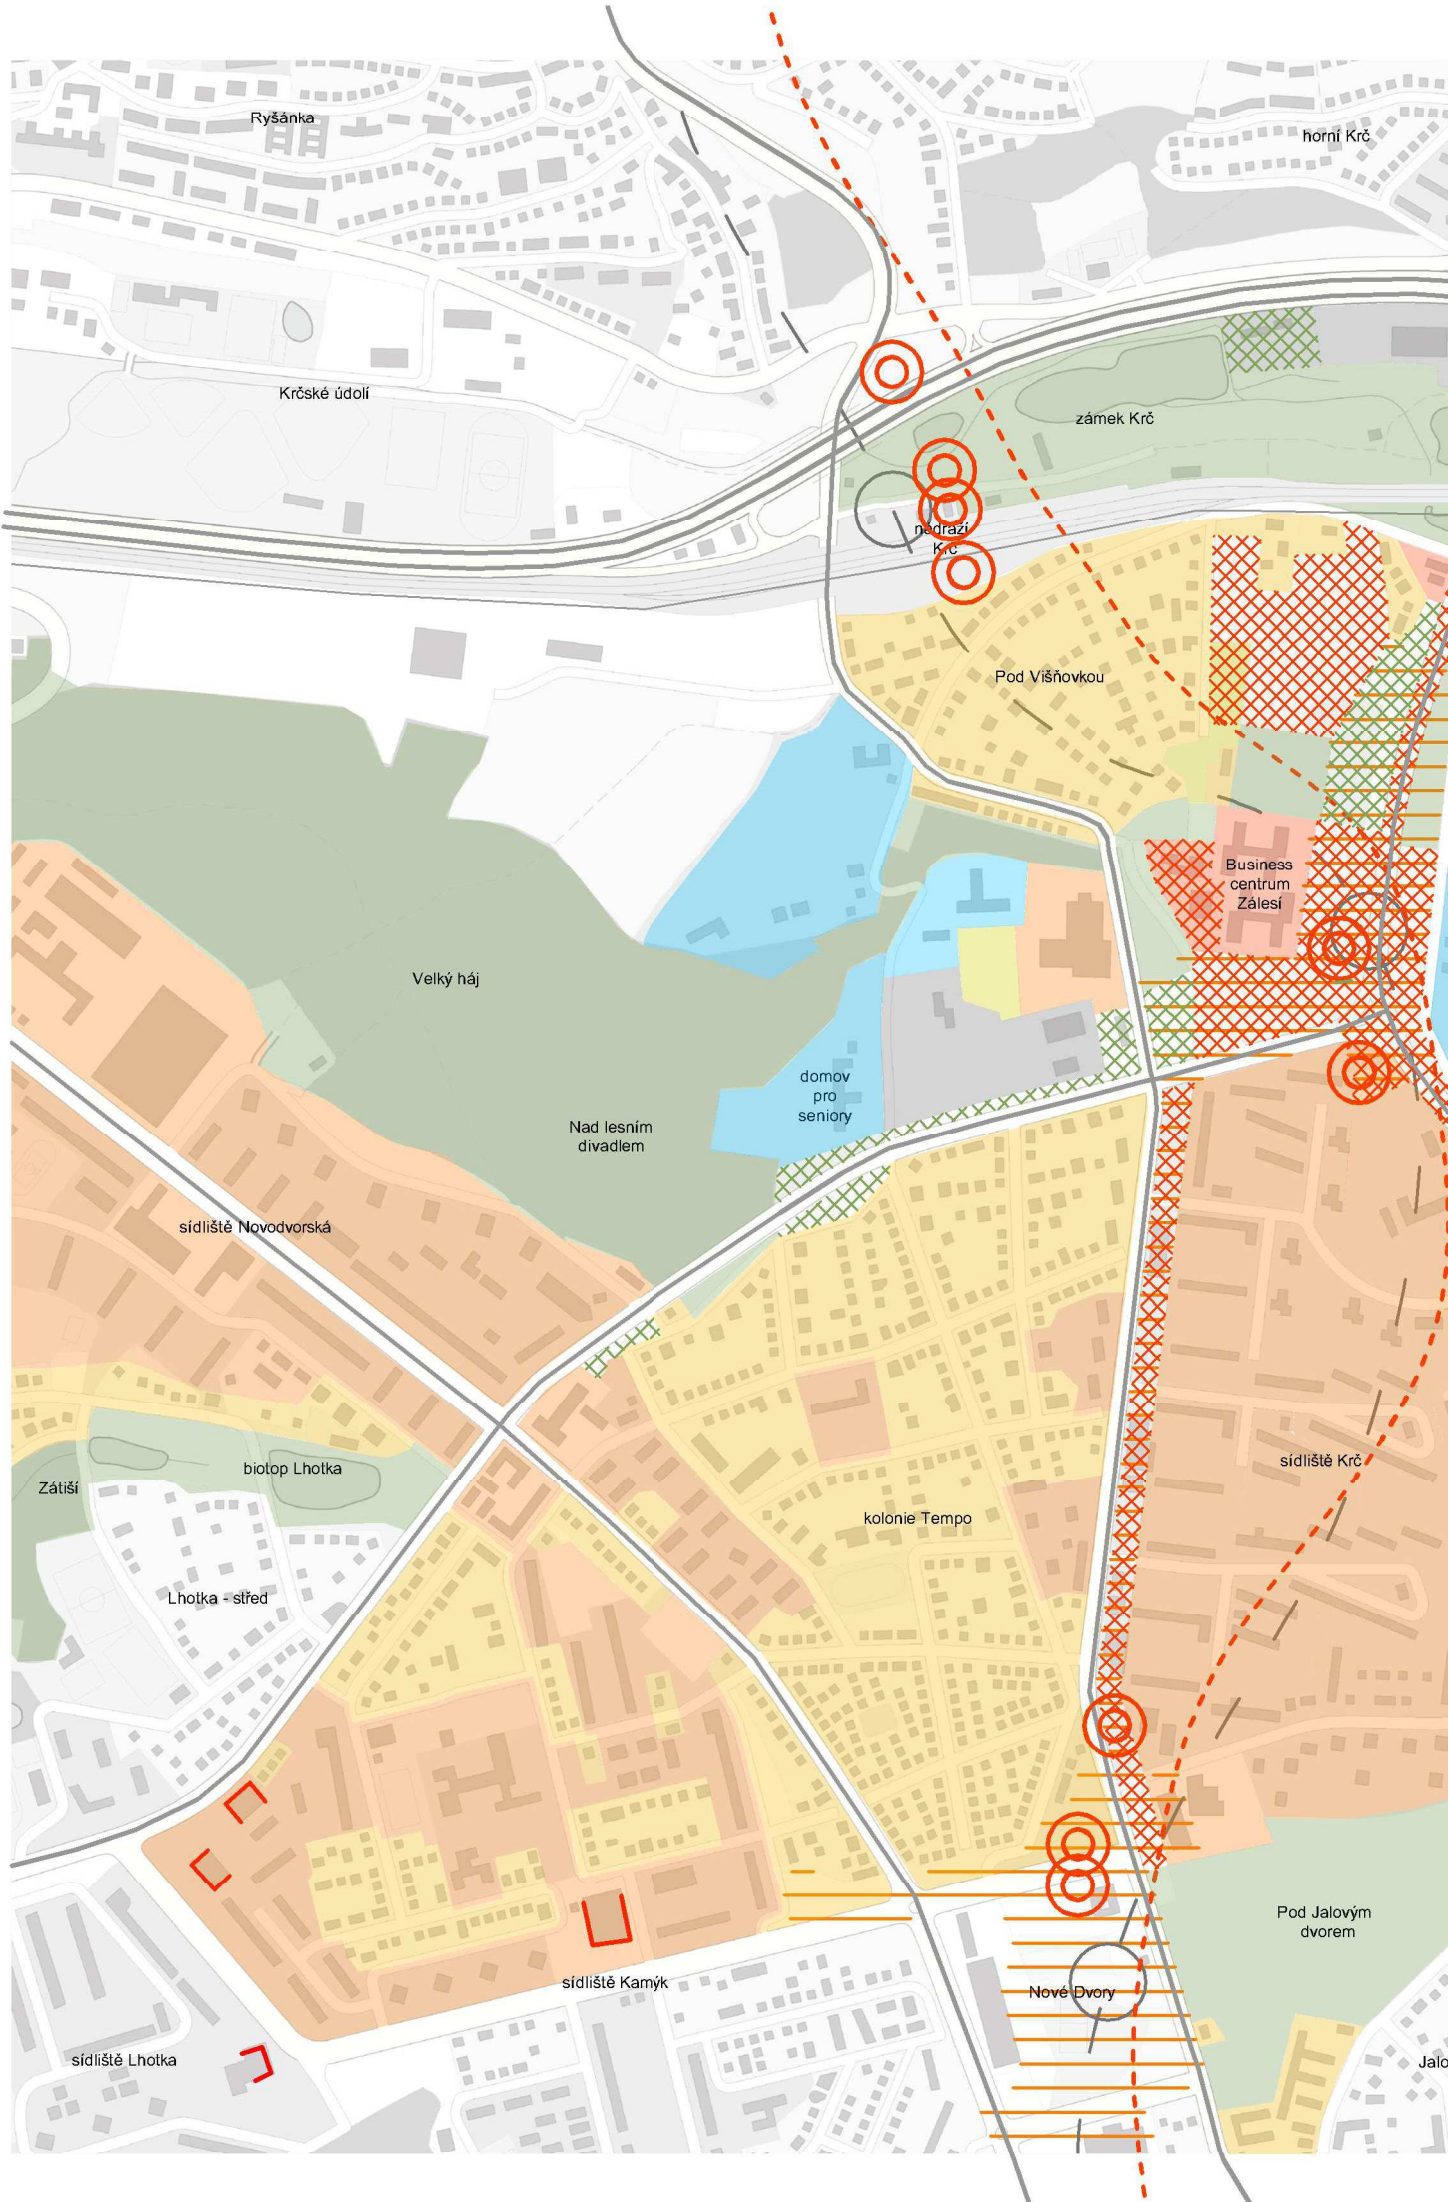 Ryšánka
horní Krč
Krčské údolí
zámek Krč
nádraží
Krč
Pod Višňovkou
Business
centrum
Zálesí
Velký háj
domov
pro
seniory
Nad lesním
divadlem
sídliště Novodvorská
sídliště Krč
biotop Lhotka
Zátiší
kolonie Tempo
Lhotka - střed
Pod Jalovým
dvorem
sídliště Kamýk
Nové Dvory
sídliště Lhotka
Jalo